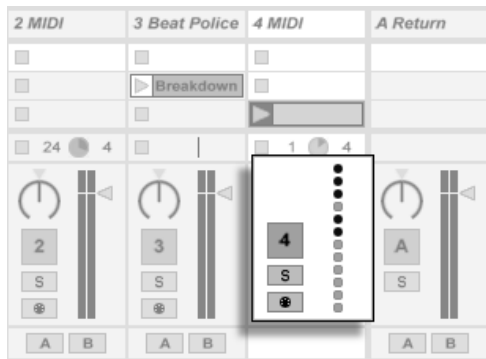 2 MIDI 3 Beat Police 4 MIDI A Return
Breakdown
24 4 1 4
2 3 4 A
S S S S
A B A B A B